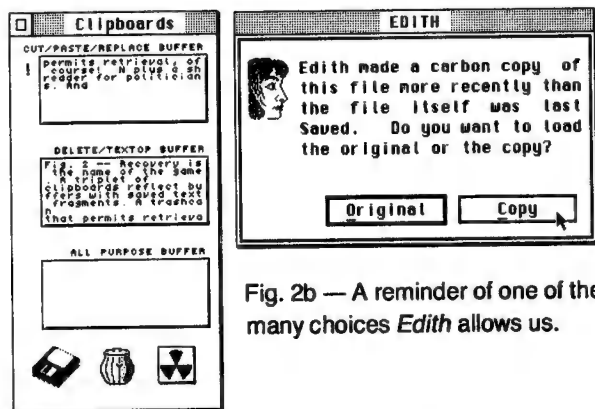 Clipboards
CUT/PASTE/REPLACE BUFFER
! permits retrieval, of
course! N plus a sh
redder for politician
s. And
DELETE/TEXTOP BUFFER
Fig. 2 -- Recovery is
the name of the game
. A triplet of
clipboards reflect bu
ffers with saved text
fragments. A trashca
n
that permits retrieva
ALL PURPOSE BUFFER
EDITH
Edith made a carbon copy of
this file more recently than
the file itself was last
Saved. Do you want to load
the original or the copy?
Original
Copy
Fig. 2b — A reminder of one of the
many choices Edith allows us.